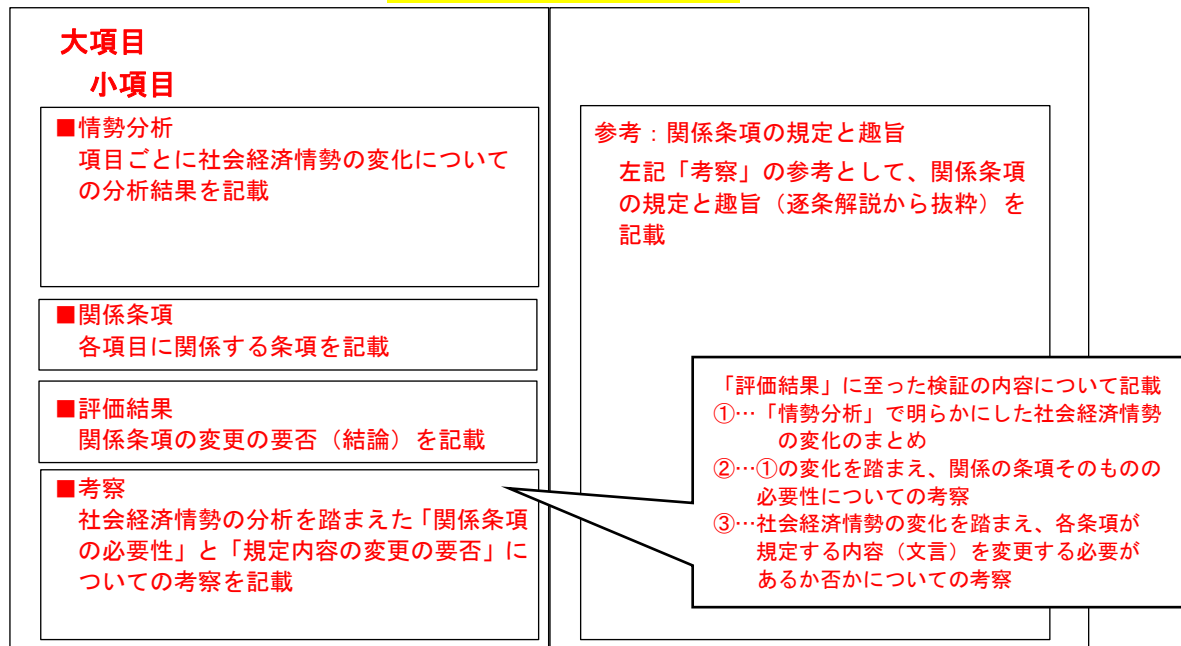 大項目
小項目
■情勢分析
項目ごとに社会経済情勢の変化について
の分析結果を記載
■関係条項
各項目に関係する条項を記載
■評価結果
関係条項の変更の要否（結論）を記載
■考察
社会経済情勢の分析を踏まえた「関係条項
の必要性」と「規定内容の変更の要否」に
ついての考察を記載
参考：関係条項の規定と趣旨
左記「考察」の参考として、関係条項
の規定と趣旨（逐条解説から抜粋）を
記載
「評価結果」に至った検証の内容について記載
①…「情勢分析」で明らかにした社会経済情勢
の変化のまとめ
②…①の変化を踏まえ、関係の条項そのものの
必要性についての考察
③…社会経済情勢の変化を踏まえ、各条項が
規定する内容（文言）を変更する必要が
あるか否かについての考察